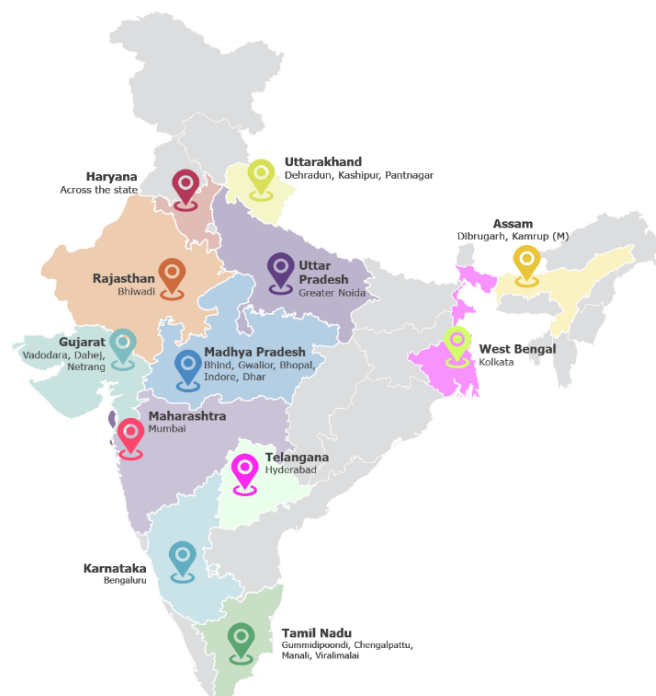 Uttarakhand
Dehradun, Kashipur, Pantnagar
Haryana
Across the state
Assam
Dibrugarh, Kamrup (M)
Rajasthan
Bhiwadi
Uttar
Pradesh
Greater Noida
Gujarat
Vadodara, Dahej,
Netrang
Madhya Pradesh
Bhind, Gwalior, Bhopal,
Indore, Dhar
West Bengal
Kolkata
Maharashtra
Mumbai
Telangana
Hyderabad
Karnataka
Bengaluru
Tamil Nadu
Gummidipoondi, Chengalpattu,
Manali, Viralimalai